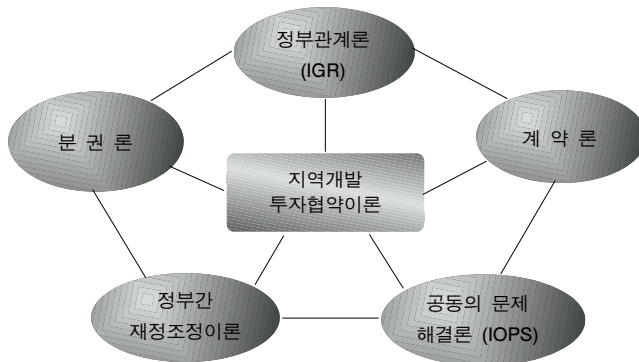 정부관계론
(IGR)
분 권 론
계 약 론
지역개발
투자협약이론
정부간
재정조정이론
공동의 문제
해결론 (IOPS)